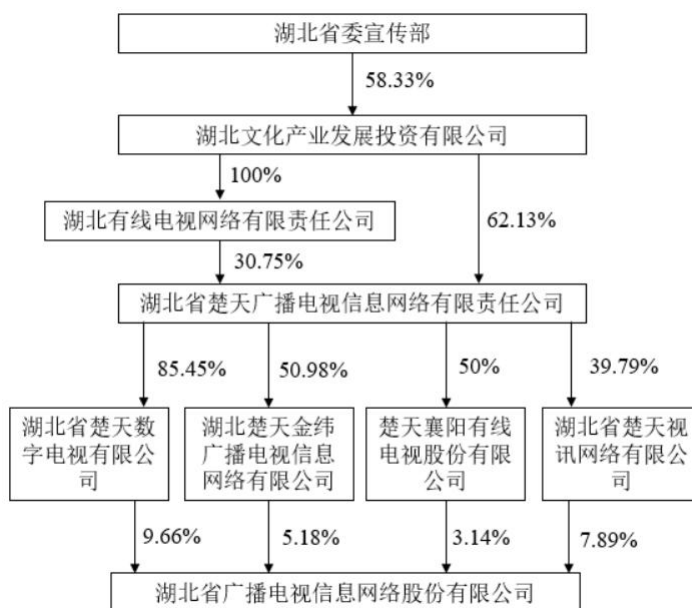 湖北省委宣传部
58.33%
湖北文化产业发展投资有限公司
100%
湖北有线电视网络有限责任公司
62.13%
30.75%
湖北省楚天广播电视信息网络有限责任公司
85.45%
50.98%
50%
39.79%
湖北省楚天数
字电视有限公
司
湖北楚天金纬
广播电视信息
网络有限公司
楚天襄阳有线
电视股份有限
公司
湖北省楚天视
讯网络有限公
司
9.66%
5.18%
3.14%
7.89%
湖北省广播电视信息网络股份有限公司